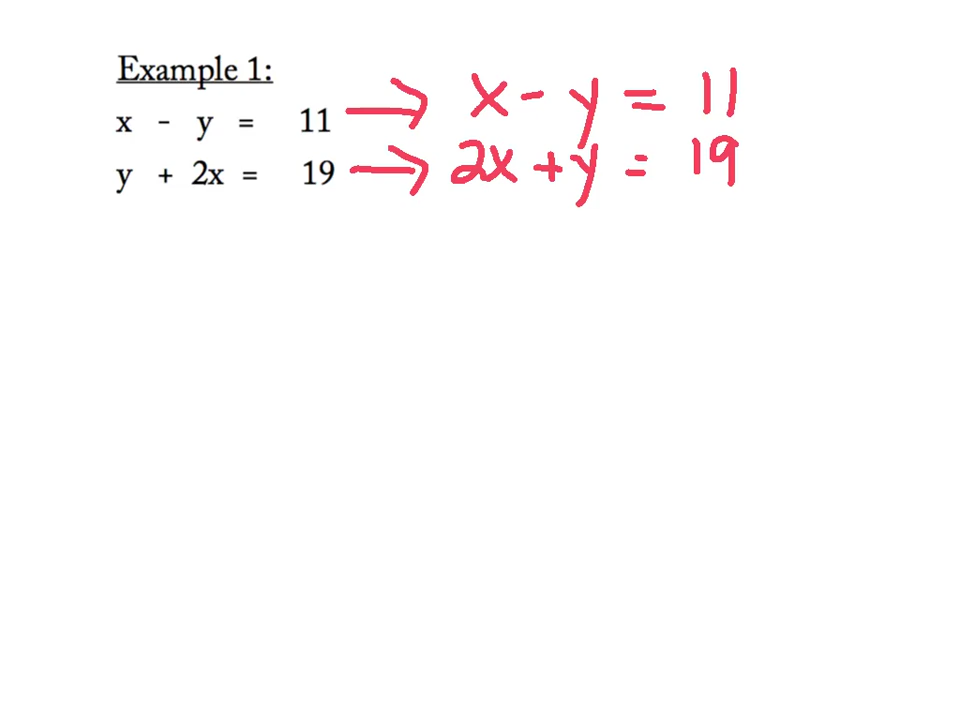 Example 1:
x - y = 11 → x - y = 11
y + 2x = 19 → 2x + y = 19